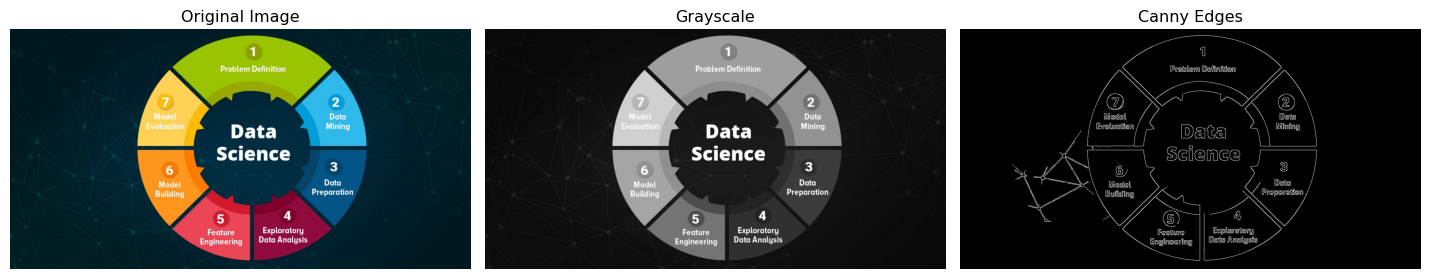 Original Image
1
Problem Definition
2
Data
Mining
3
Data
Preparation
4
Exploratory
Data Analysis
5
Feature
Engineering
6
Model
Building
7
Model
Evaluation
Data
Science
Grayscale
1
Problem Definition
2
Data
Mining
3
Data
Preparation
4
Exploratory
Data Analysis
5
Feature
Engineering
6
Model
Building
7
Model
Evaluation
Data
Science
Canny Edges
1
Problem Definition
2
Data
Mining
3
Data
Preparation
4
Exploratory
Data Analysis
5
Feature
Engineering
6
Model
Building
7
Model
Evaluation
Data
Science